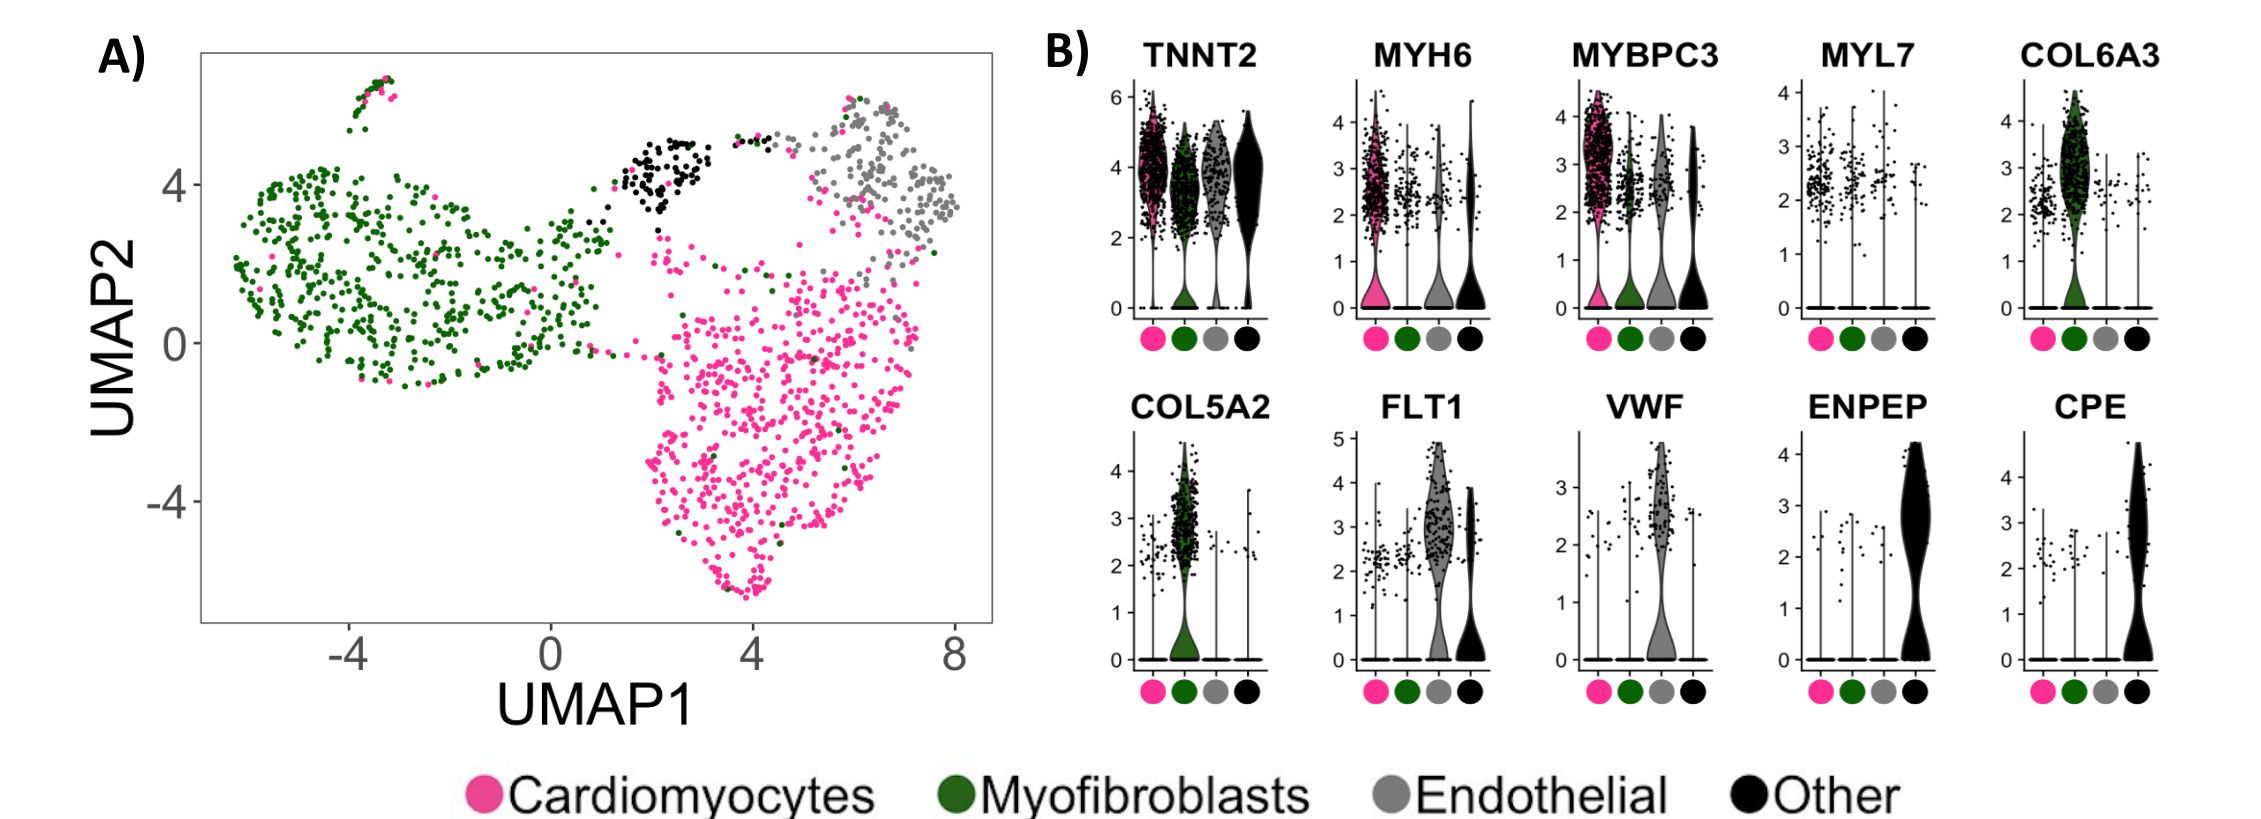 A)
4
0
-4
UMAP2
-4 0 4 8
UMAP1
B)
TNNT2 MYH6 MYBPC3 MYL7 COL6A3
6 4 2 0
4 3 2 1 0
4 3 2 1 0
4 3 2 1 0
4 3 2 1 0
COL5A2 FLT1 VWF ENPEP CPE
4 3 2 1 0
5 4 3 2 1 0
3 2 1 0
4 3 2 1 0
4 3 2 1 0
Cardiomyocytes Myofibroblasts Endothelial Other